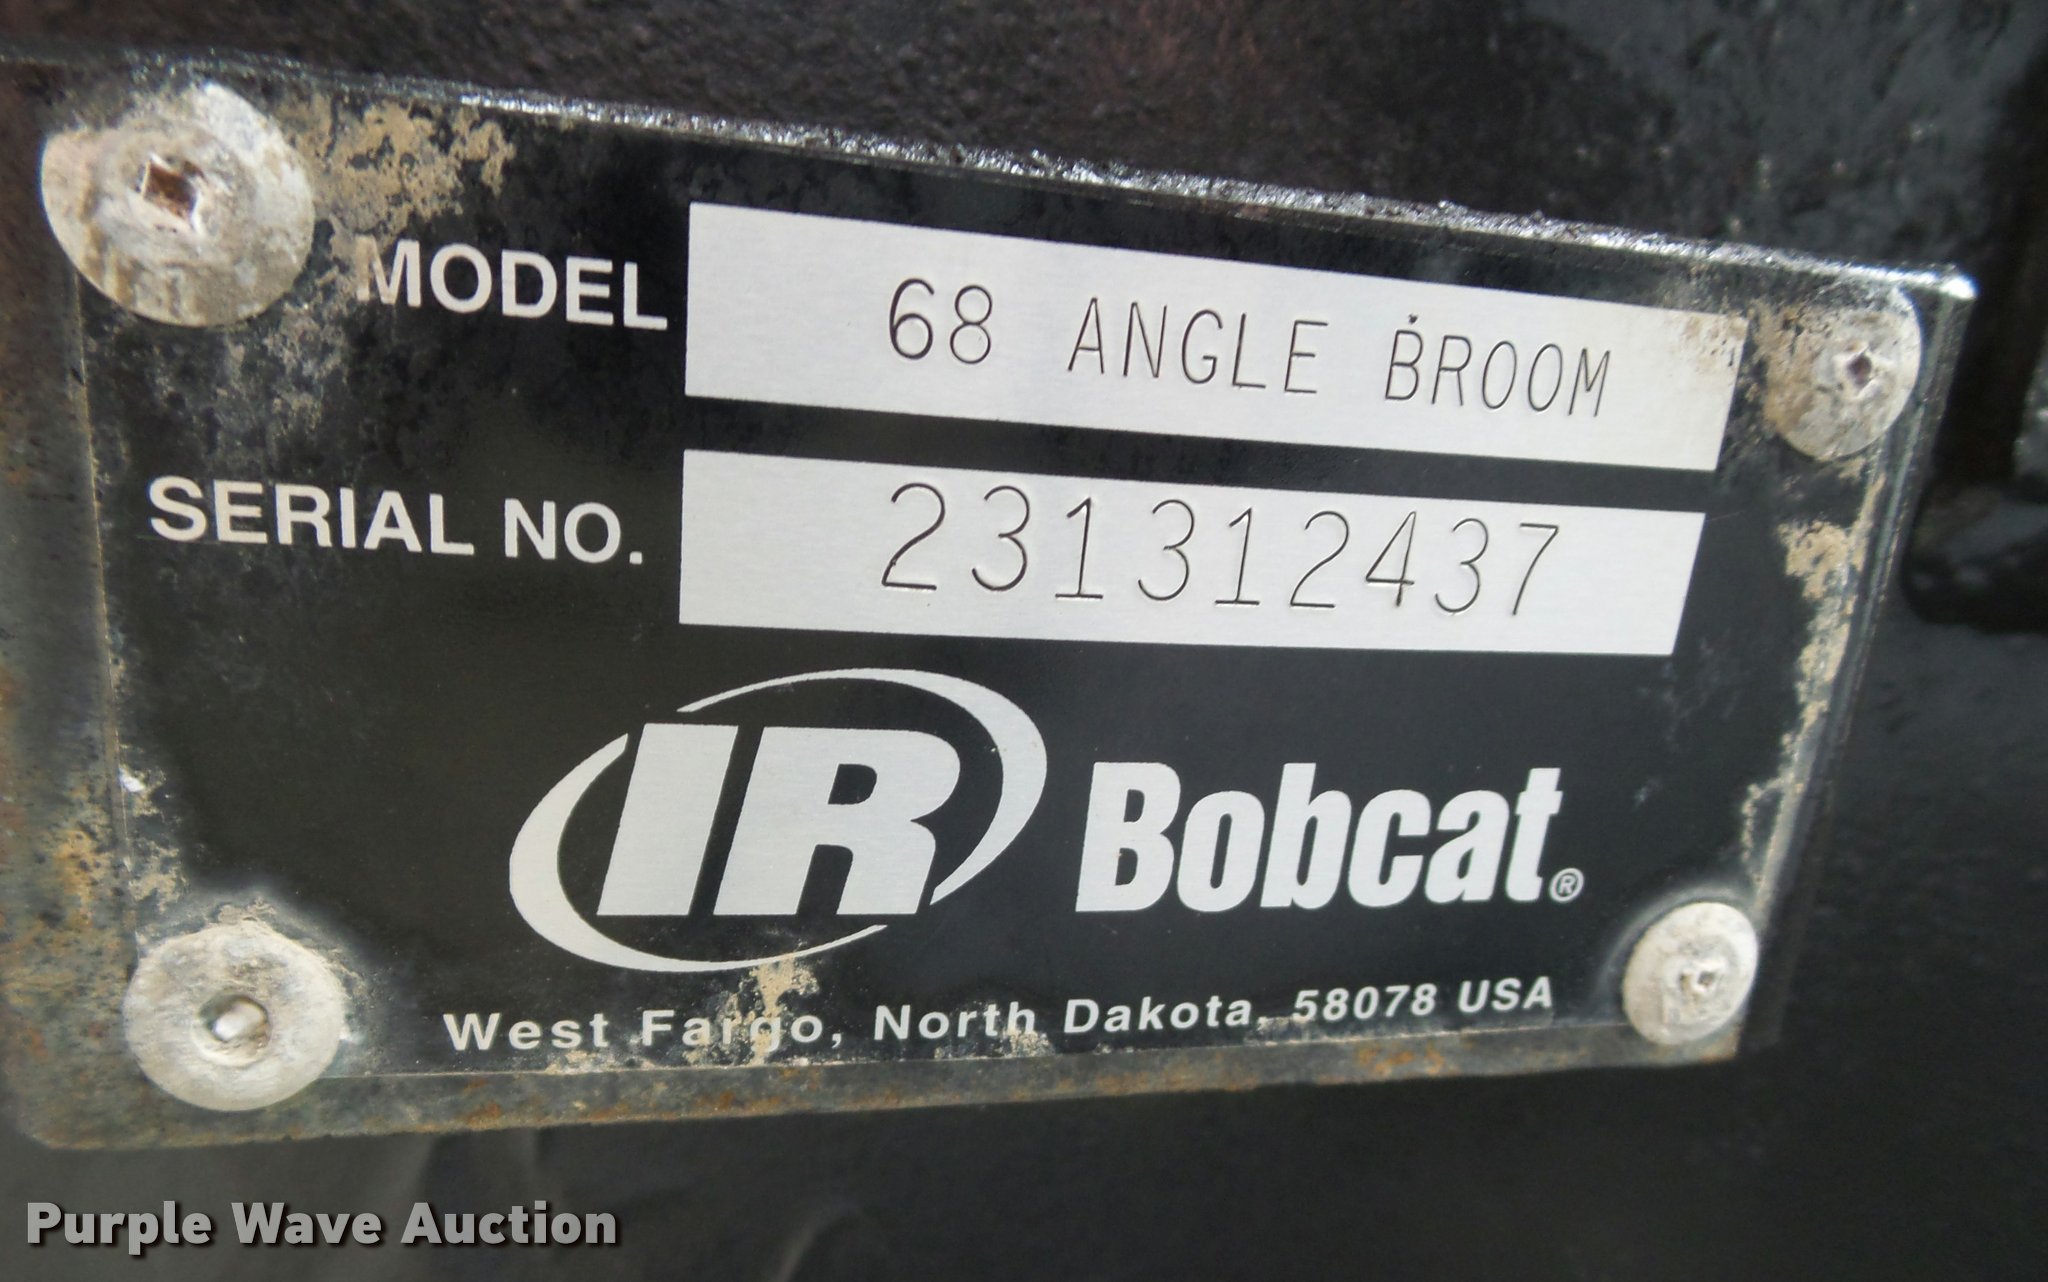 MODEL 68 ANGLE BROOM
SERIAL NO. 231312437
IR Bobcat®
West Fargo, North Dakota, 58078 USA
Purple Wave Auction